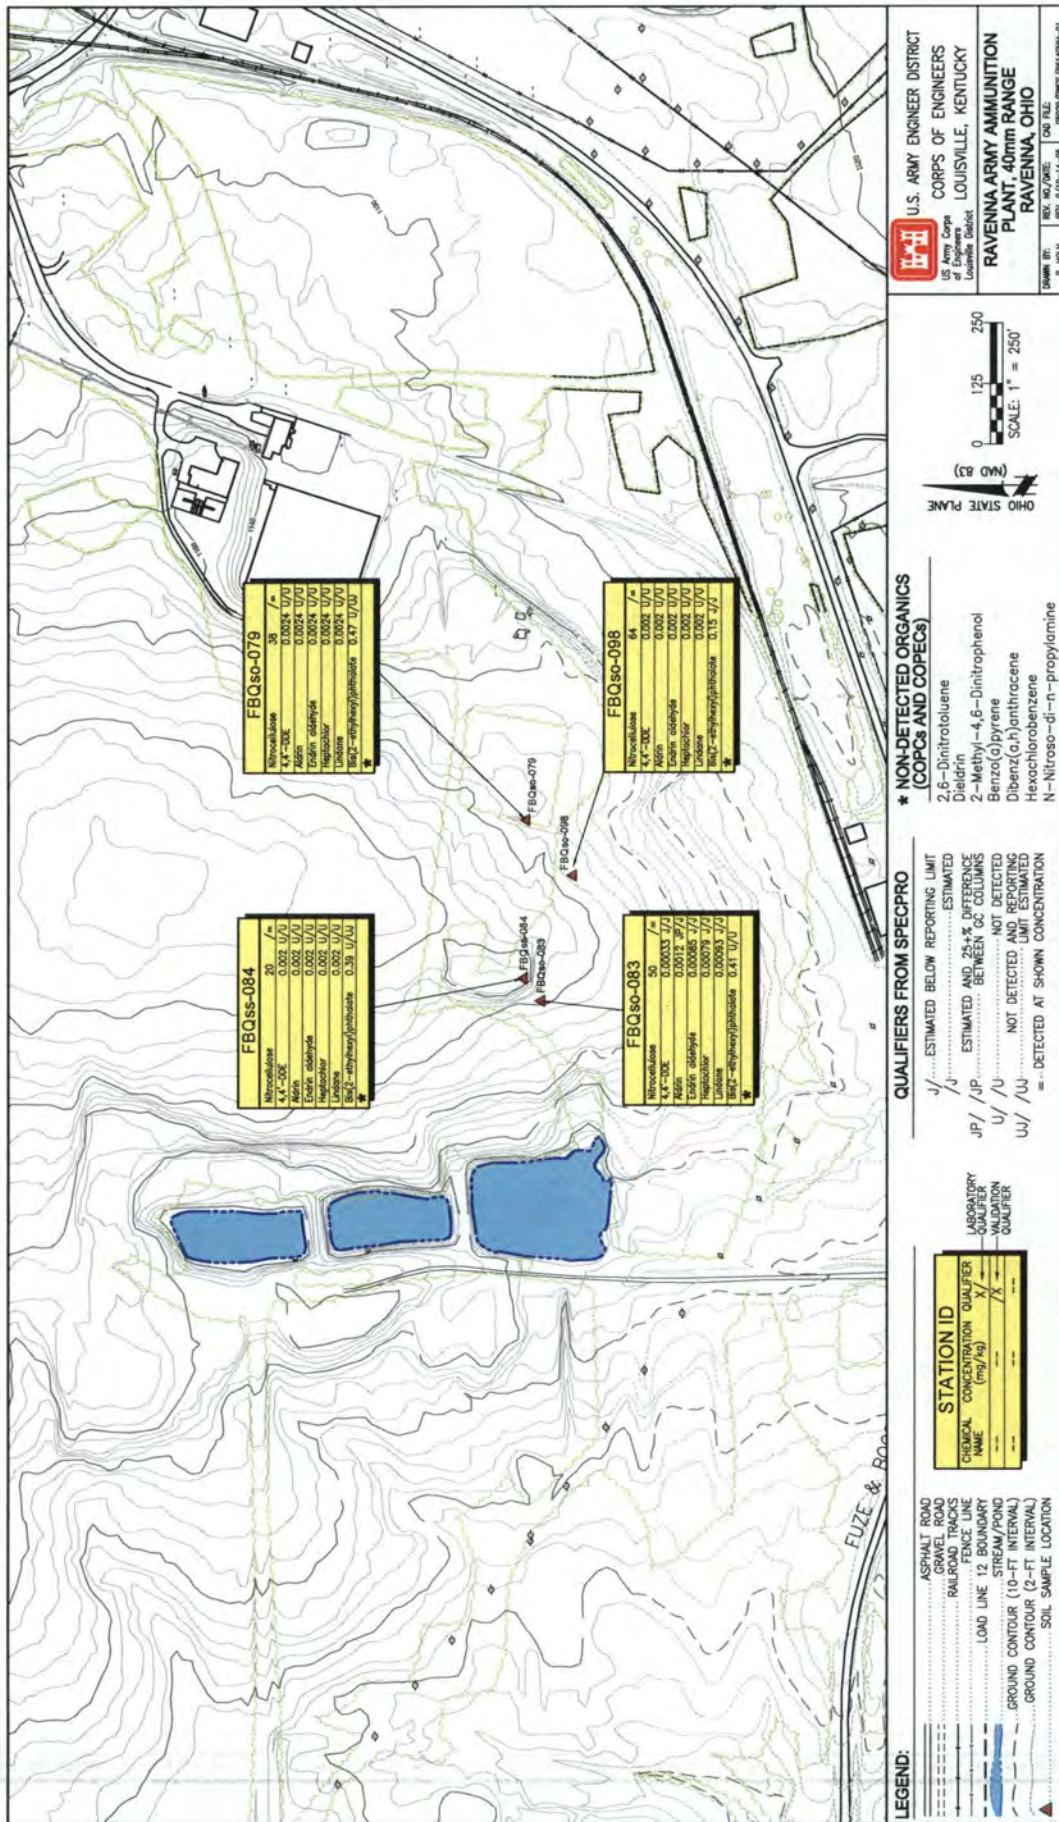 FBQso-079
Nitrocellulose 38 /=
4,4'-DDE 0.0024 U/U
Aldrin 0.0024 U/U
Endrin aldehyde 0.0024 U/U
Heptachlor 0.0024 U/U
Lindane 0.0024 U/U
Bis(2-ethylhexyl)phthalate 0.47 U/UJ
*
FBQss-084
Nitrocellulose 20 /=
4,4'-DDE 0.002 U/U
Aldrin 0.002 U/U
Endrin aldehyde 0.002 U/U
Heptachlor 0.002 U/U
Lindane 0.002 U/U
Bis(2-ethylhexyl)phthalate 0.39 U/UJ
*
FBQso-098
Nitrocellulose 64 /=
4,4'-DDE 0.002 U/U
Aldrin 0.002 U/U
Endrin aldehyde 0.002 U/U
Heptachlor 0.002 U/U
Lindane 0.002 U/U
Bis(2-ethylhexyl)phthalate 0.15 J/J
*
FBQso-083
Nitrocellulose 50 /=
4,4'-DDE 0.00033 J/J
Aldrin 0.0012 JP/J
Endrin aldehyde 0.00085 J/J
Heptachlor 0.00079 J/J
Lindane 0.00093 J/J
Bis(2-ethylhexyl)phthalate 0.41 U/U
*
FBQss-084
FBQso-083
FBQso-079
FBQso-098
1100
1100
1140
1120
FUZE &
LEGEND:
ASPHALT ROAD
GRAVEL ROAD
RAILROAD TRACKS
FENCE LINE
LOAD LINE 12 BOUNDARY
STREAM/POND
GROUND CONTOUR (10-FT INTERVAL)
GROUND CONTOUR (2-FT INTERVAL)
SOIL SAMPLE LOCATION
STATION ID
CHEMICAL NAME CONCENTRATION (mg/kg) QUALIFIER
-- -- X/
-- -- /X
-- -- --
LABORATORY QUALIFIER
VALIDATION QUALIFIER
QUALIFIERS FROM SPECPRO
J/ ESTIMATED BELOW REPORTING LIMIT
/J ESTIMATED
JP/ /JP ESTIMATED AND 25+% DIFFERENCE
BETWEEN GC COLUMNS
U/ /U NOT DETECTED
UJ/ /UJ NOT DETECTED AND REPORTING
LIMIT ESTIMATED
= DETECTED AT SHOWN CONCENTRATION
* NON-DETECTED ORGANICS
(COPCs AND COPECs)
2,6-Dinitrotoluene
Dieldrin
2-Methyl-4,6-Dinitrophenol
Benzo(a)pyrene
Dibenz(a,h)anthracene
Hexachlorobenzene
N-Nitroso-di-n-propylamine
OHIO STATE PLANE
(NAD 83)
0 125 250
SCALE: 1" = 250'
US Army Corps
of Engineers
Louisville District
U.S. ARMY ENGINEER DISTRICT
CORPS OF ENGINEERS
LOUISVILLE, KENTUCKY
RAVENNA ARMY AMMUNITION
PLANT, 40mm RANGE
RAVENNA, OHIO
DRAWN BY:
REV. NO./DATE:
CAD FILE: